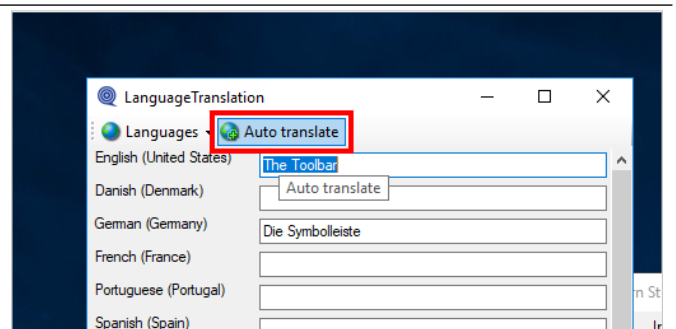 LanguageTranslation
Languages Auto translate
English (United States) The Toolbar
Auto translate
Danish (Denmark)
German (Germany) Die Symbolleiste
French (France)
Portuguese (Portugal)
Spanish (Spain)